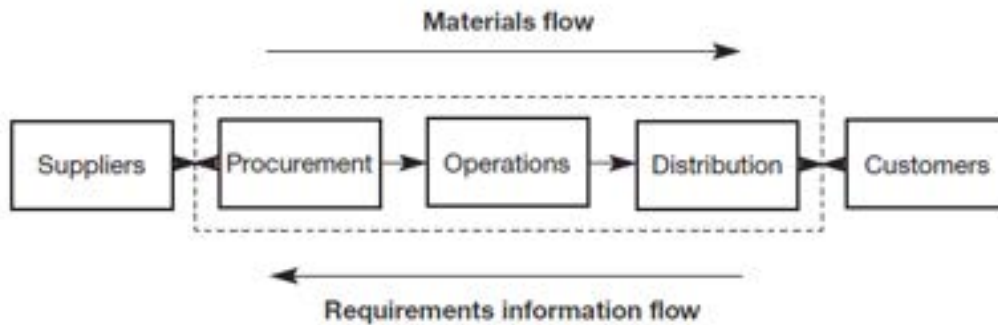 Materials flow
Suppliers
Procurement
Operations
Distribution
Customers
Requirements information flow